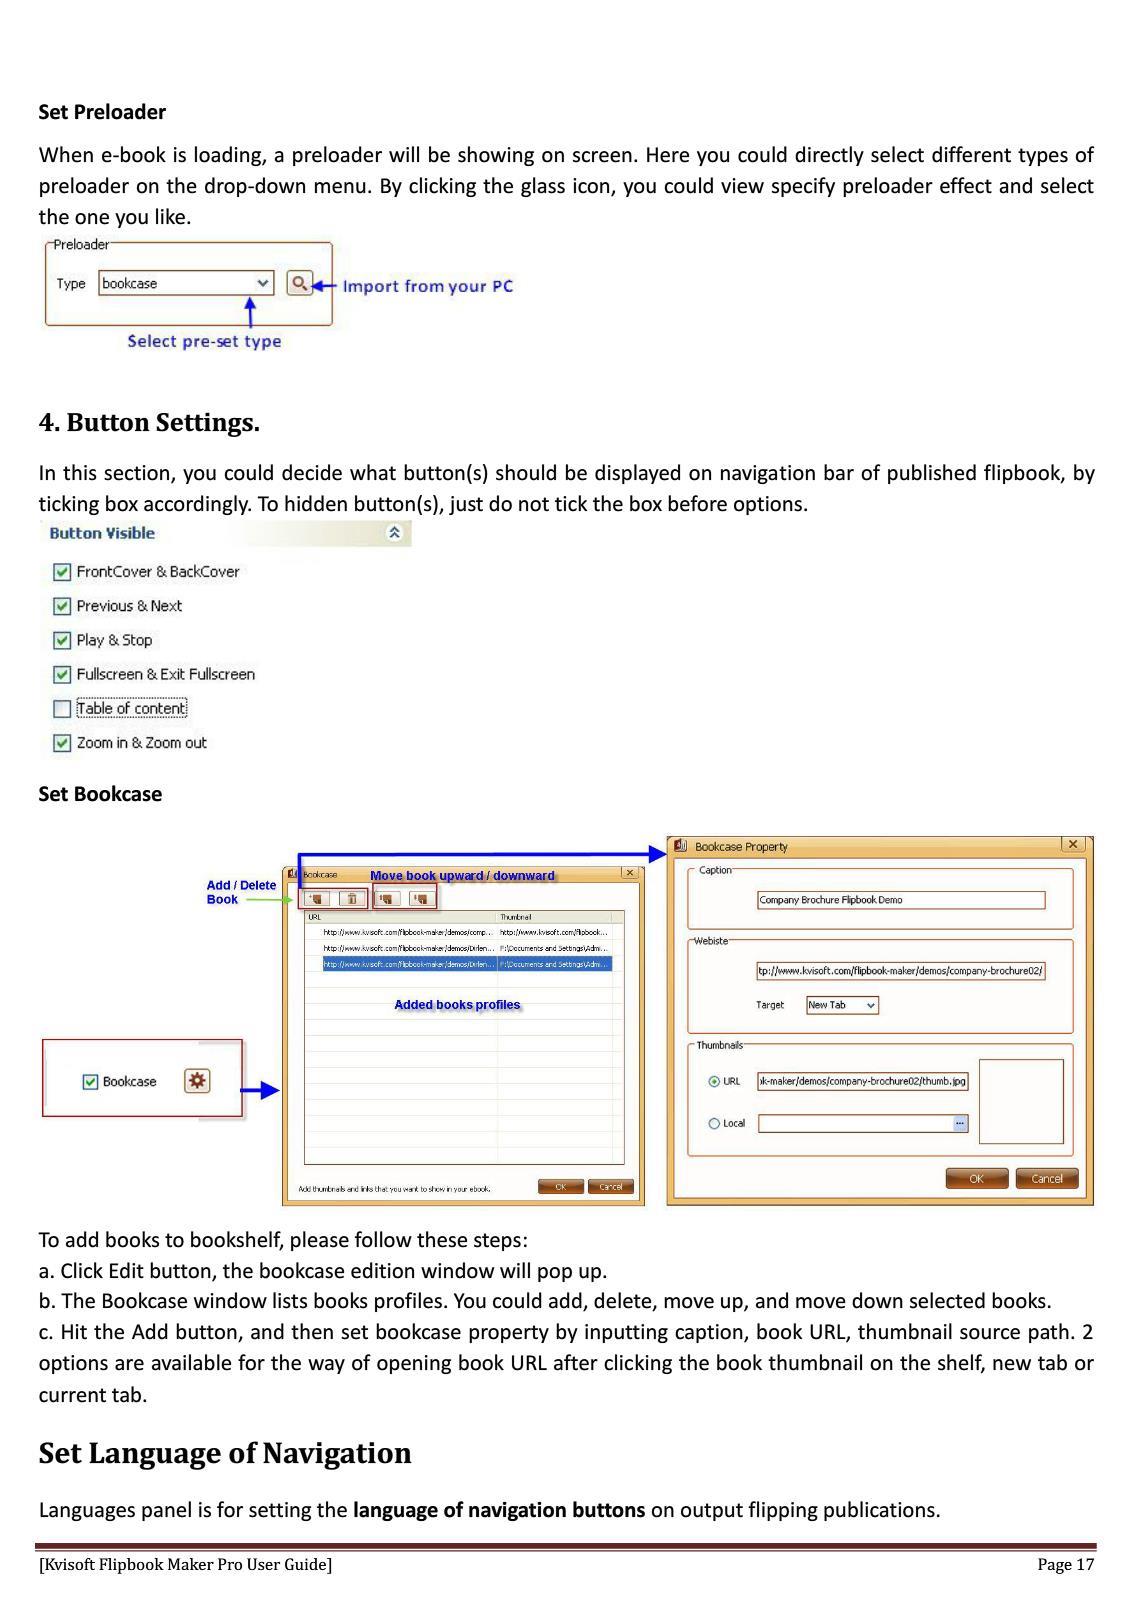 Set Preloader
When e-book is loading, a preloader will be showing on screen. Here you could directly select different types of
preloader on the drop-down menu. By clicking the glass icon, you could view specify preloader effect and select
the one you like.
Preloader
Type bookcase
Import from your PC
Select pre-set type
4. Button Settings.
In this section, you could decide what button(s) should be displayed on navigation bar of published flipbook, by
ticking box accordingly. To hidden button(s), just do not tick the box before options.
Button Visible
FrontCover & BackCover
Previous & Next
Play & Stop
Fullscreen & Exit Fullscreen
Table of content
Zoom in & Zoom out
Set Bookcase
Bookcase
Add / Delete
Book
Bookcase
Move book upward / downward
URL Thumbnail
http://www.kvisoft.com/flipbook-maker/demos/comp... http://www.kvisoft.com/flipbook...
http://www.kvisoft.com/flipbook-maker/demos/Dirlen... F:\Documents and Settings\Admi...
http://www.kvisoft.com/flipbook-maker/demos/Dirlen... F:\Documents and Settings\Admi...
Added books profiles
Add thumbnails and links that you want to show in your ebook.
OK Cancel
Bookcase Property
Caption
Company Brochure Flipbook Demo
Webiste
tp://www.kvisoft.com/flipbook-maker/demos/company-brochure02/
Target New Tab
Thumbnails
URL ok-maker/demos/company-brochure02/thumb.jpg
Local ...
OK Cancel
To add books to bookshelf, please follow these steps:
a. Click Edit button, the bookcase edition window will pop up.
b. The Bookcase window lists books profiles. You could add, delete, move up, and move down selected books.
c. Hit the Add button, and then set bookcase property by inputting caption, book URL, thumbnail source path. 2
options are available for the way of opening book URL after clicking the book thumbnail on the shelf, new tab or
current tab.
Set Language of Navigation
Languages panel is for setting the language of navigation buttons on output flipping publications.
[Kvisoft Flipbook Maker Pro User Guide] Page 17